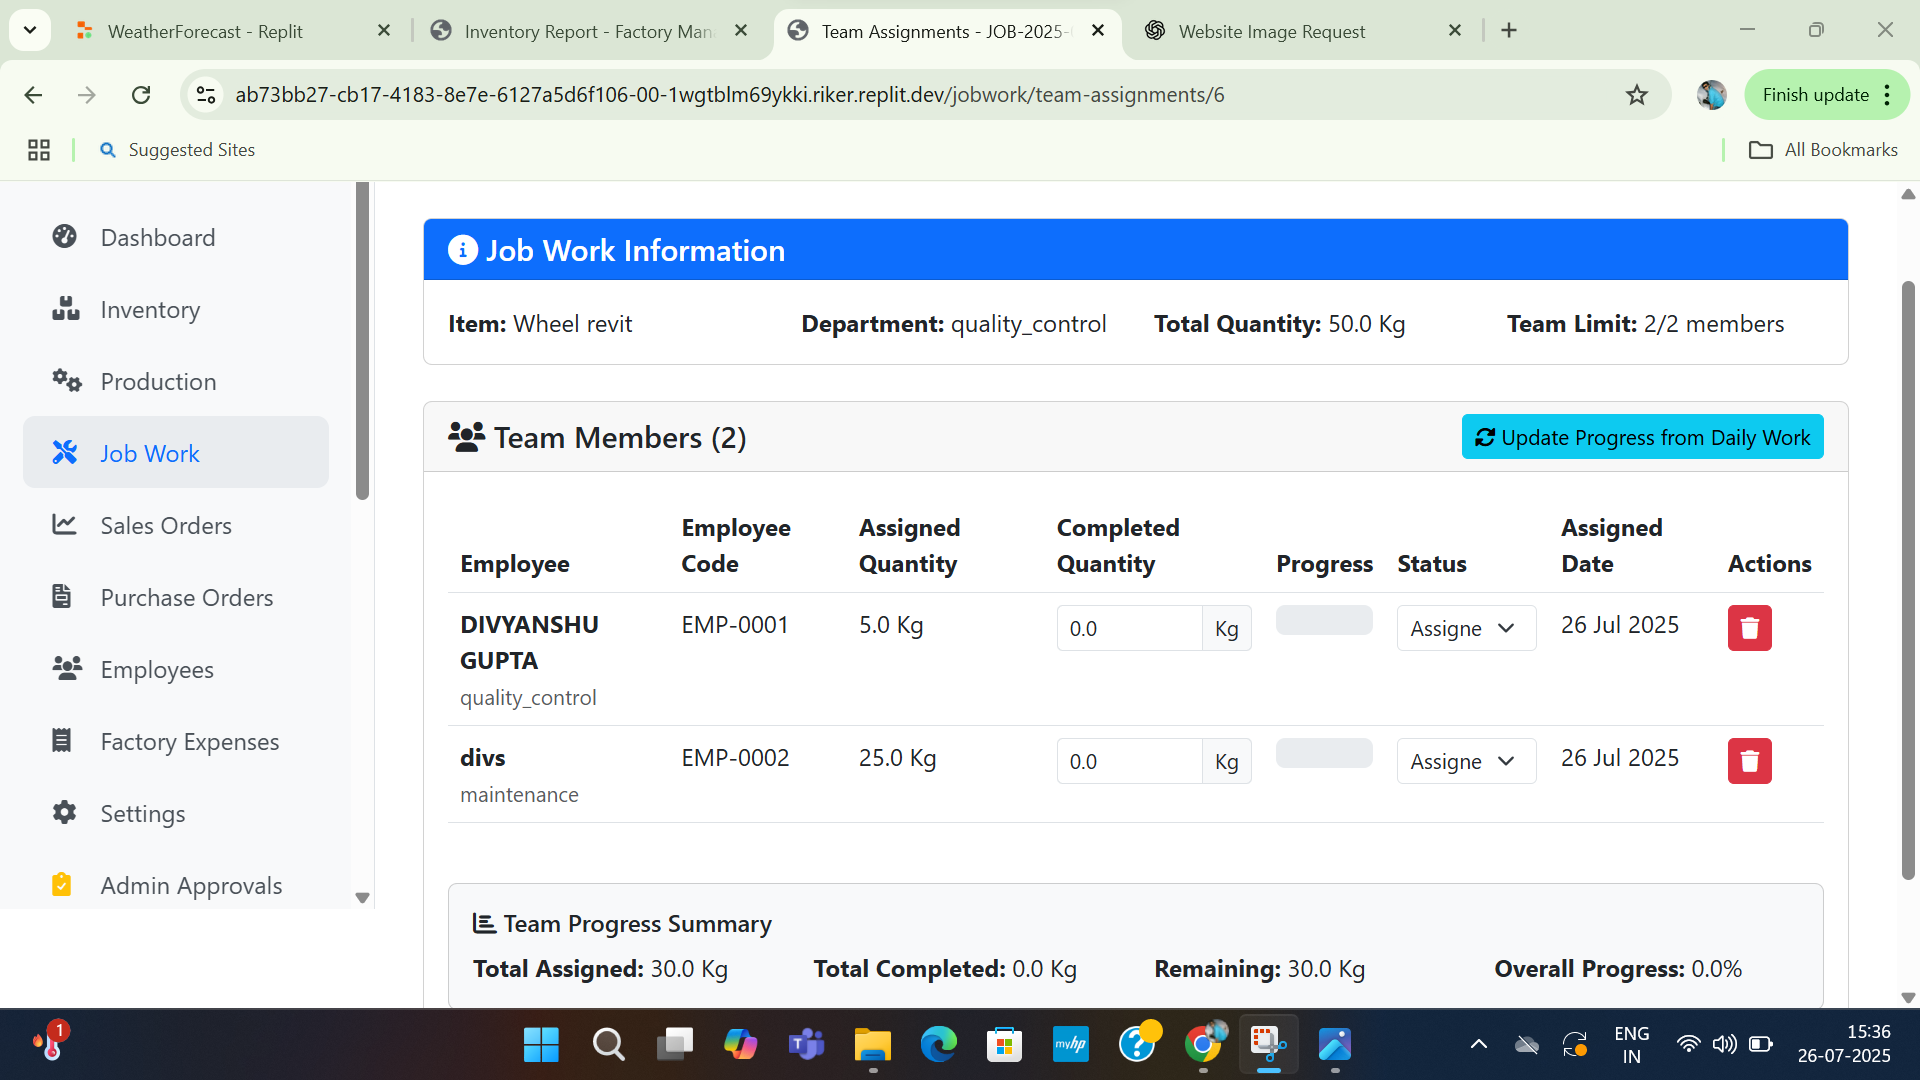 WeatherForecast - Replit
Inventory Report - Factory Man
Team Assignments - JOB-2025-
Website Image Request
ab73bb27-cb17-4183-8e7e-6127a5d6f106-00-1wgtblm69ykki.riker.replit.dev/jobwork/team-assignments/6
Finish update
Suggested Sites
All Bookmarks
Dashboard
Inventory
Production
Job Work
Sales Orders
Purchase Orders
Employees
Factory Expenses
Settings
Admin Approvals
Job Work Information
Item: Wheel revit Department: quality_control Total Quantity: 50.0 Kg Team Limit: 2/2 members
Team Members (2)
Update Progress from Daily Work
Employee Employee Code Assigned Quantity Completed Quantity Progress Status Assigned Date Actions
DIVYANSHU GUPTA EMP-0001 5.0 Kg 0.0 Kg Assigne 26 Jul 2025
quality_control
divs EMP-0002 25.0 Kg 0.0 Kg Assigne 26 Jul 2025
maintenance
Team Progress Summary
Total Assigned: 30.0 Kg Total Completed: 0.0 Kg Remaining: 30.0 Kg Overall Progress: 0.0%
1
myhp
ENG
IN
15:36
26-07-2025